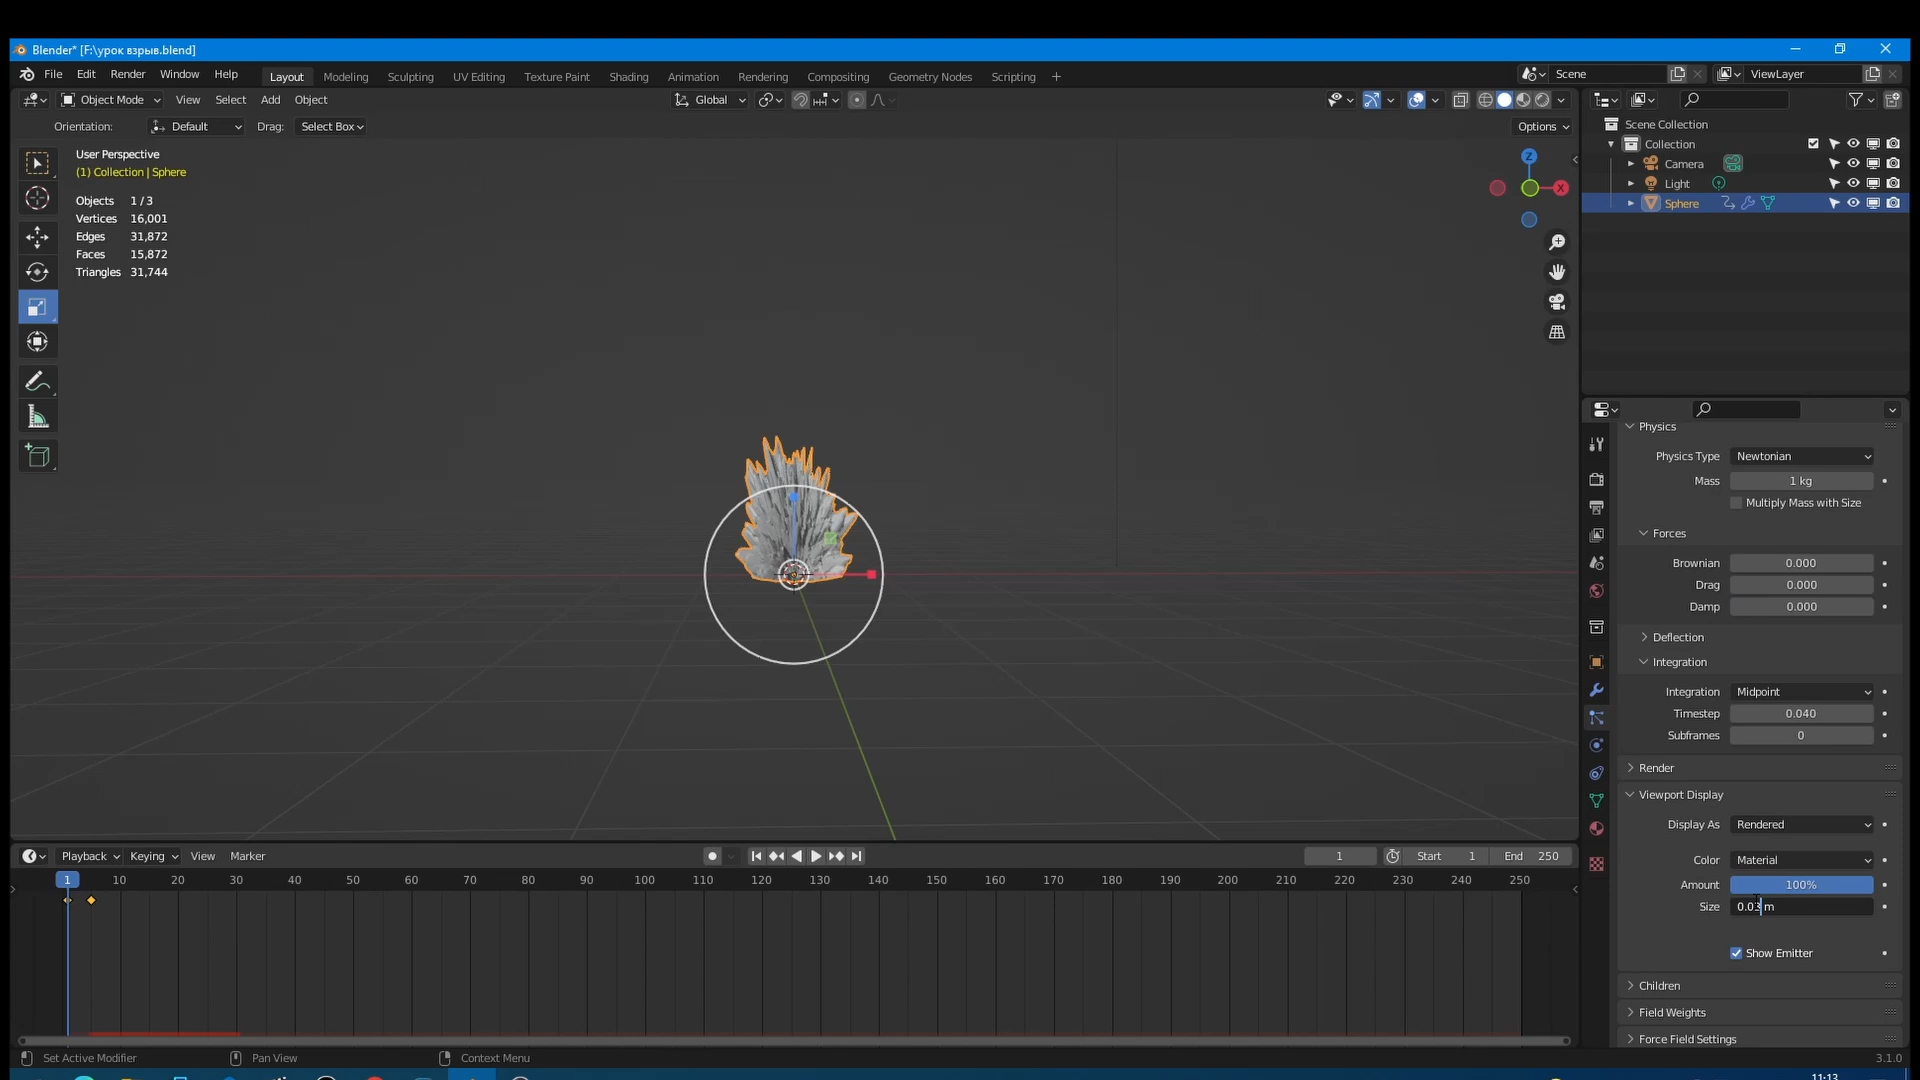 Blender* [F:\урок взрыв.blend]
File Edit Render Window Help Layout Modeling Sculpting UV Editing Texture Paint Shading Animation Rendering Compositing Geometry Nodes Scripting + Scene ViewLayer
Object Mode View Select Add Object Global
Orientation: Default Drag: Select Box Options
User Perspective
(1) Collection | Sphere
Objects 1 / 3
Vertices 16,001
Edges 31,872
Faces 15,872
Triangles 31,744
Z
X
Scene Collection
Collection
Camera
Light
Sphere
Physics
Physics Type Newtonian
Mass 1 kg
Multiply Mass with Size
Forces
Brownian 0.000
Drag 0.000
Damp 0.000
Deflection
Integration
Integration Midpoint
Timestep 0.040
Subframes 0
Render
Viewport Display
Display As Rendered
Color Material
Amount 100%
Size 0.03 m
Show Emitter
Children
Field Weights
Force Field Settings
Playback Keying View Marker 1 Start 1 End 250
1 10 20 30 40 50 60 70 80 90 100 110 120 130 140 150 160 170 180 190 200 210 220 230 240 250
Set Active Modifier Pan View Context Menu 3.1.0
11:13